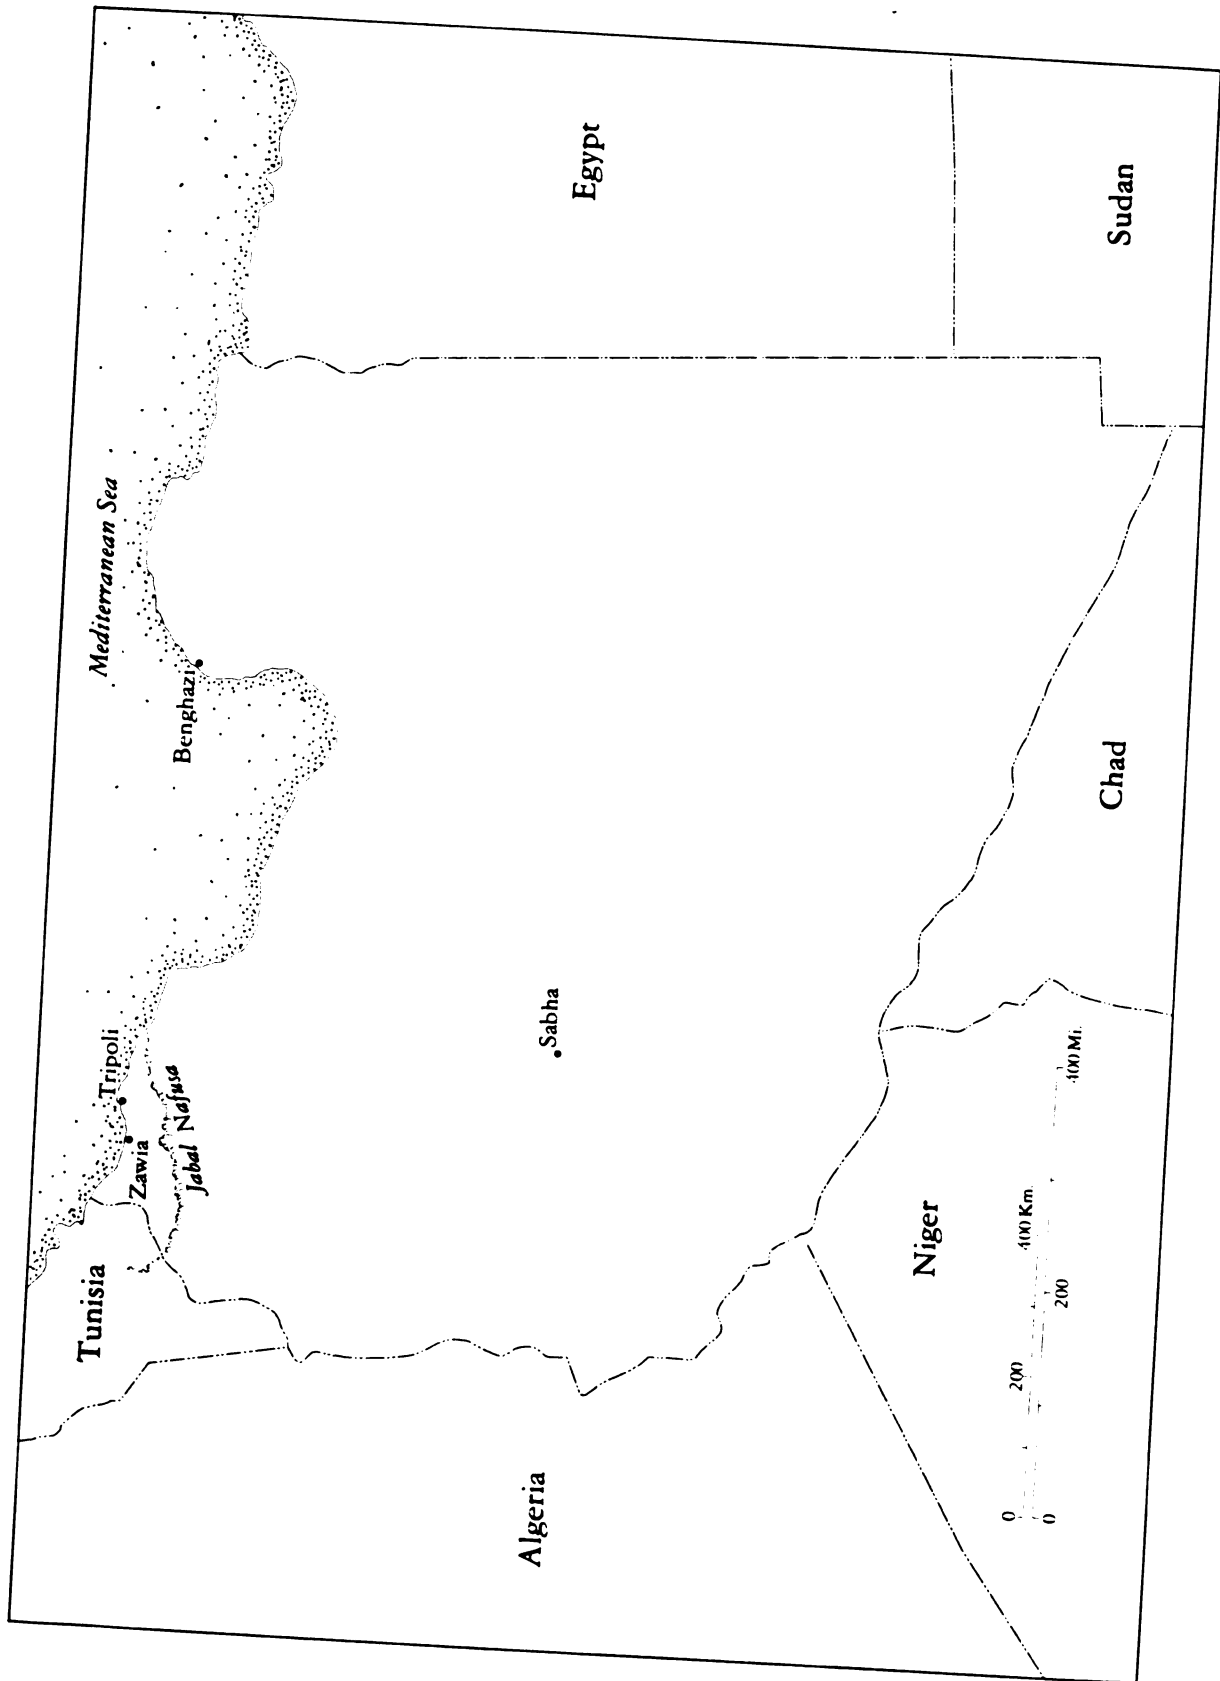 Mediterranean Sea
Tunisia
Zawia
Tripoli
Jabal Nafusa
Benghazi
Egypt
Sabha
Algeria
Niger
Chad
Sudan
0 200 400 Km.
0 200 400 Mi.